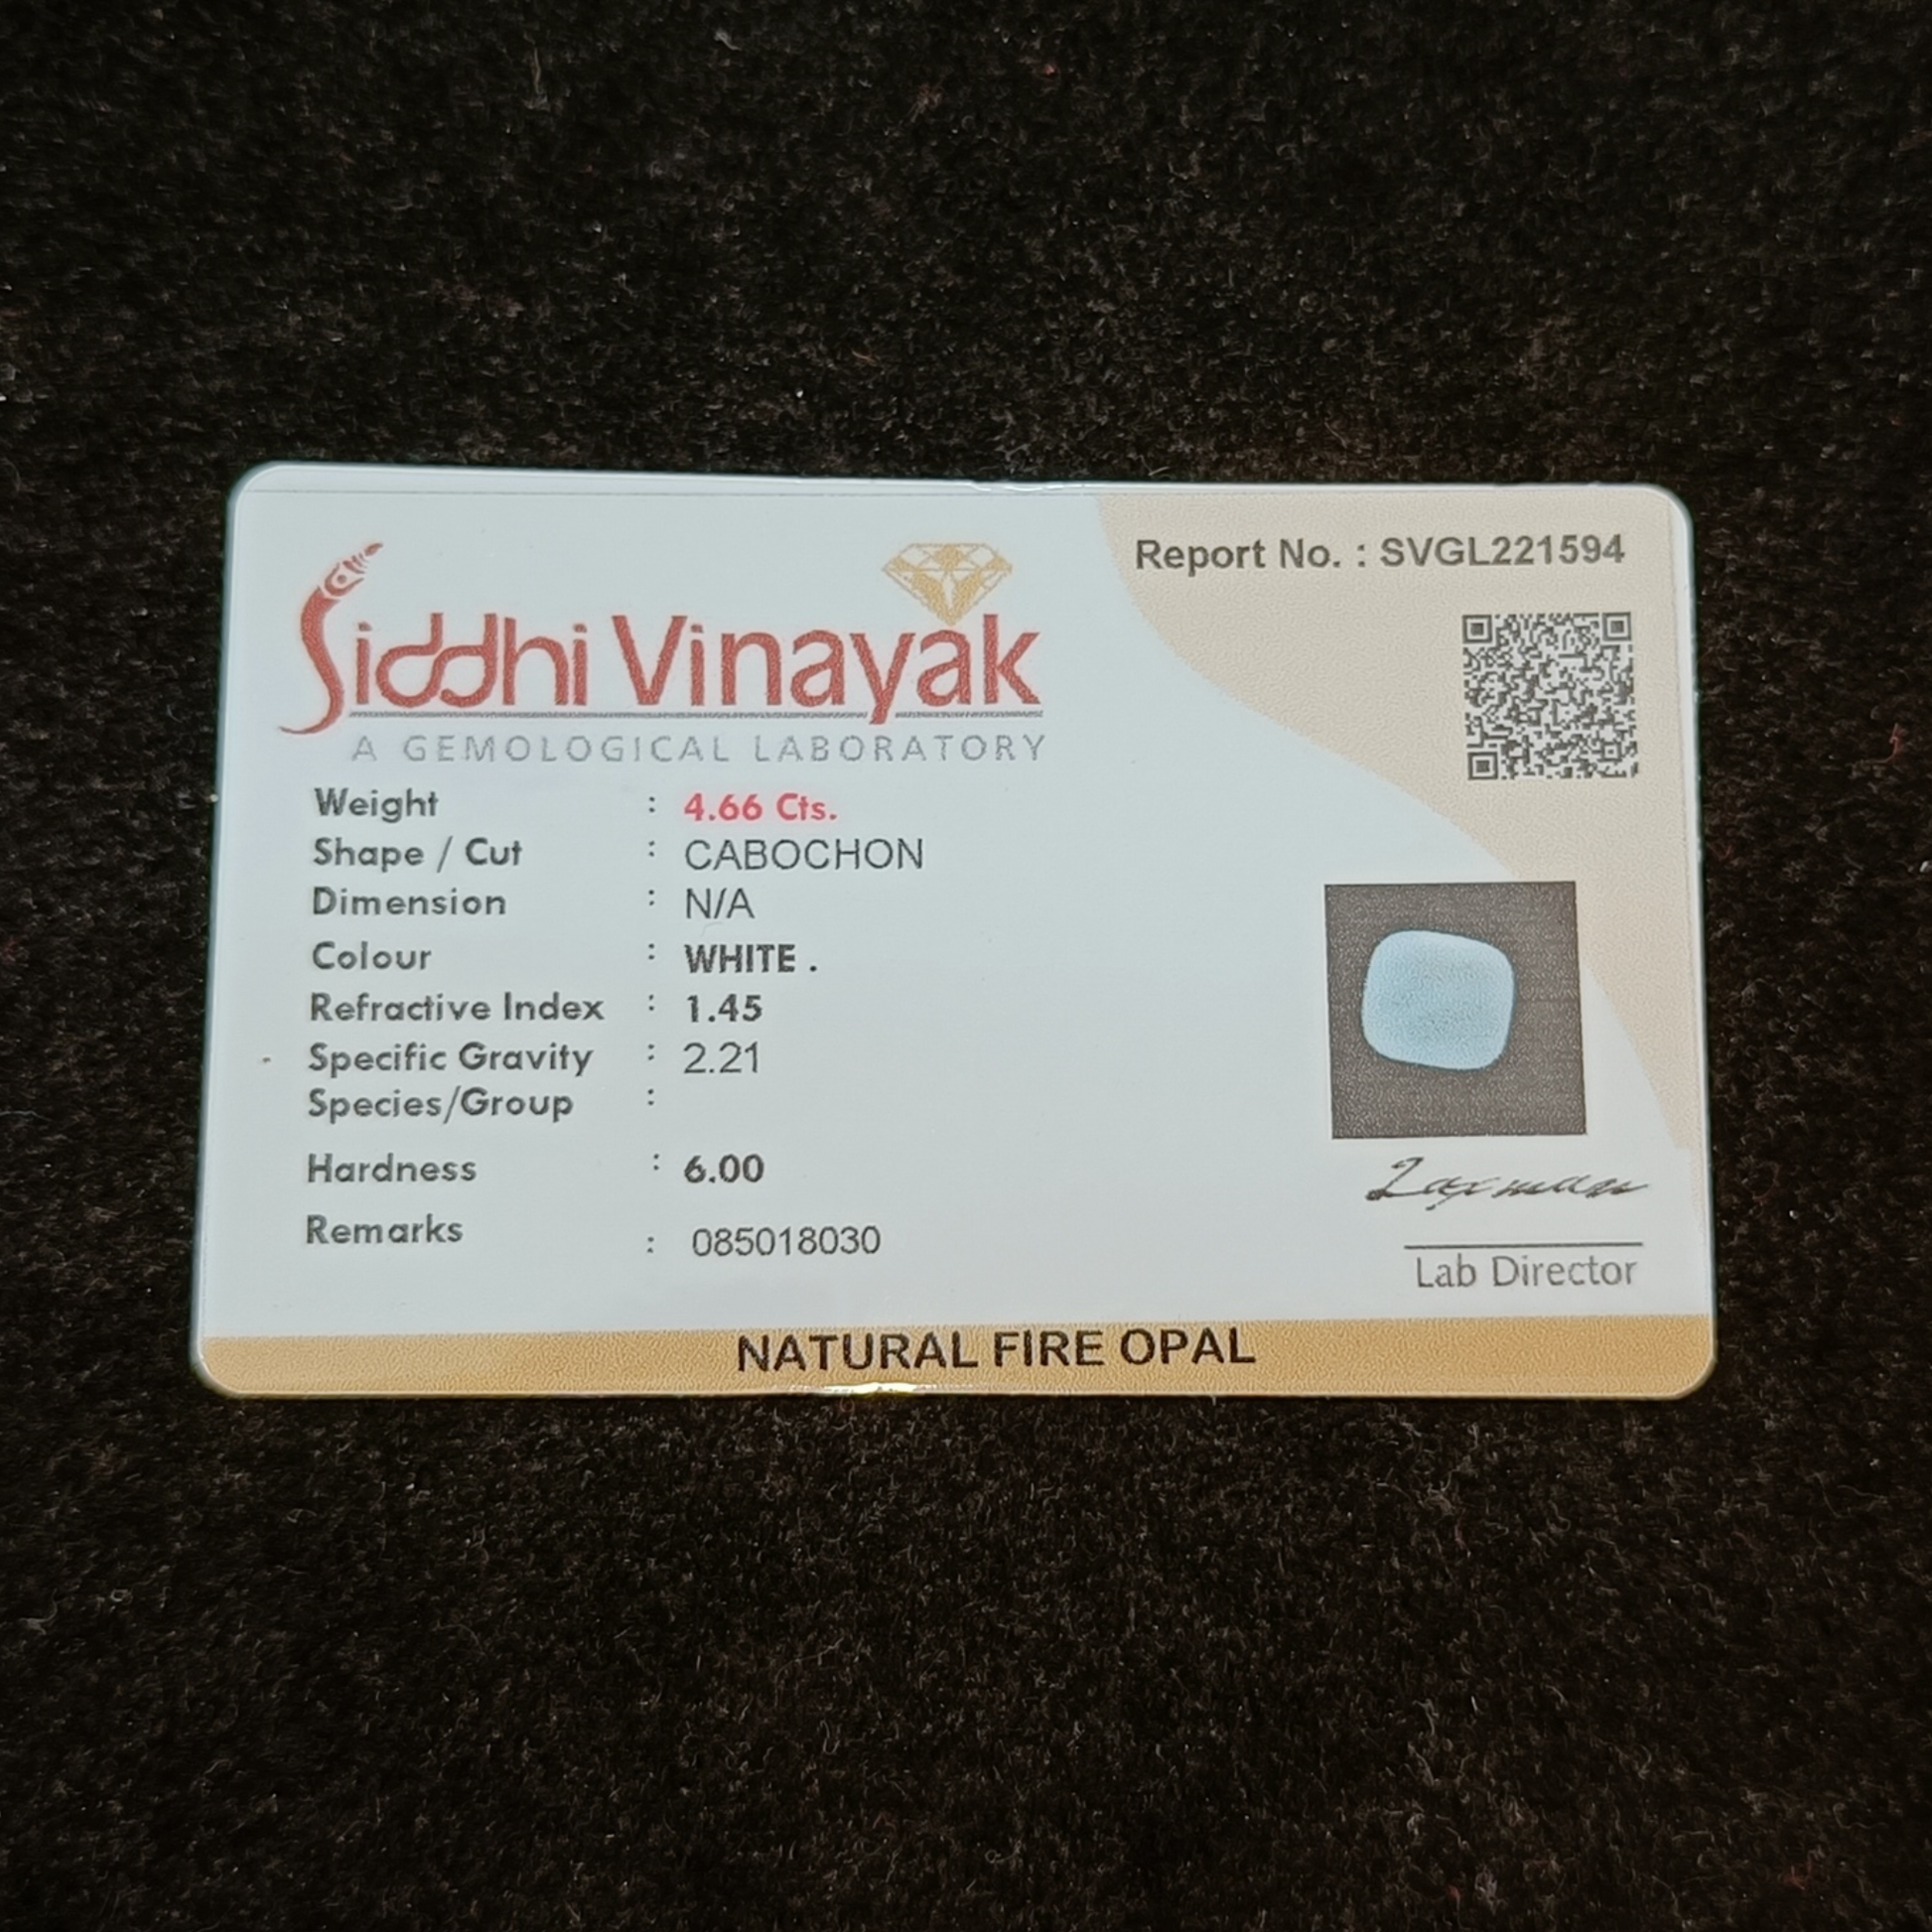 Siddhi Vinayak
A GEMOLOGICAL LABORATORY
Report No. : SVGL221594
Weight : 4.66 Cts.
Shape / Cut : CABOCHON
Dimension : N/A
Colour : WHITE .
Refractive Index : 1.45
Specific Gravity : 2.21
Species/Group :
Hardness : 6.00
Remarks : 085018030
Laxman
Lab Director
NATURAL FIRE OPAL